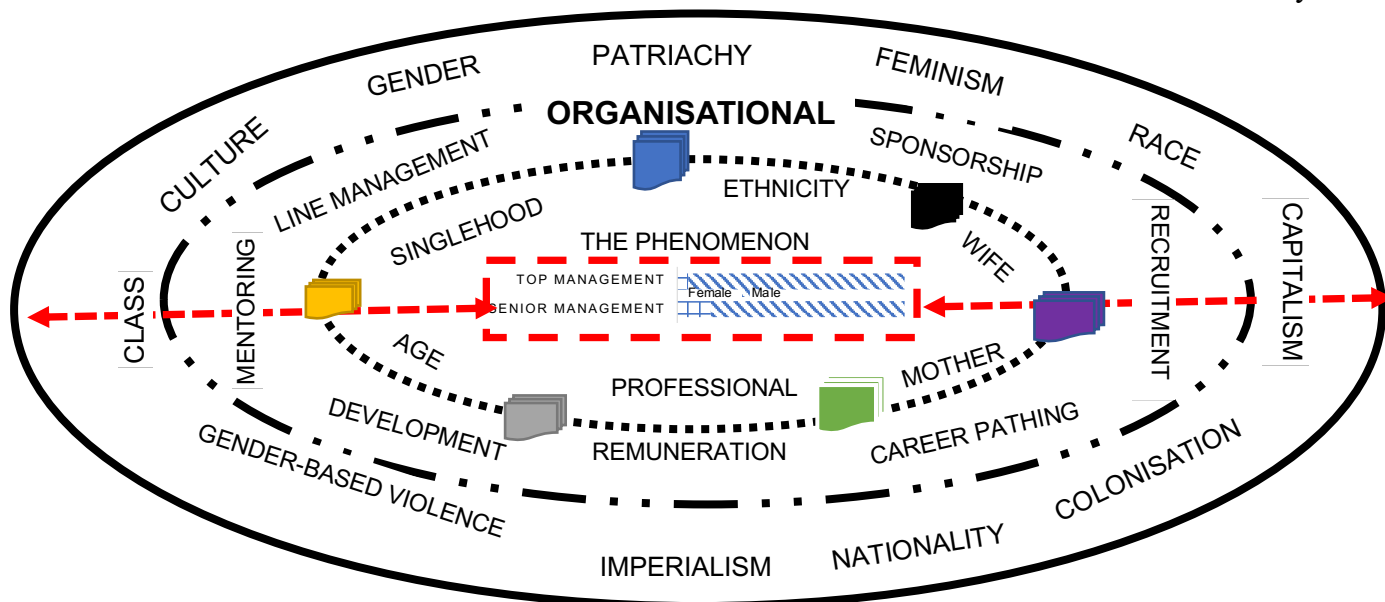 PATRIACHY
GENDER
FEMINISM
CULTURE
RACE
ORGANISATIONAL
LINE MANAGEMENT
SPONSORSHIP
ETHNICITY
SINGLEHOOD
WIFE
THE PHENOMENON
CLASS
MENTORING
TOP MANAGEMENT
Female
Male
SENIOR MANAGEMENT
RECRUITMENT
CAPITALISM
AGE
MOTHER
PROFESSIONAL
DEVELOPMENT
REMUNERATION
CAREER PATHING
GENDER-BASED VIOLENCE
COLONISATION
NATIONALITY
IMPERIALISM